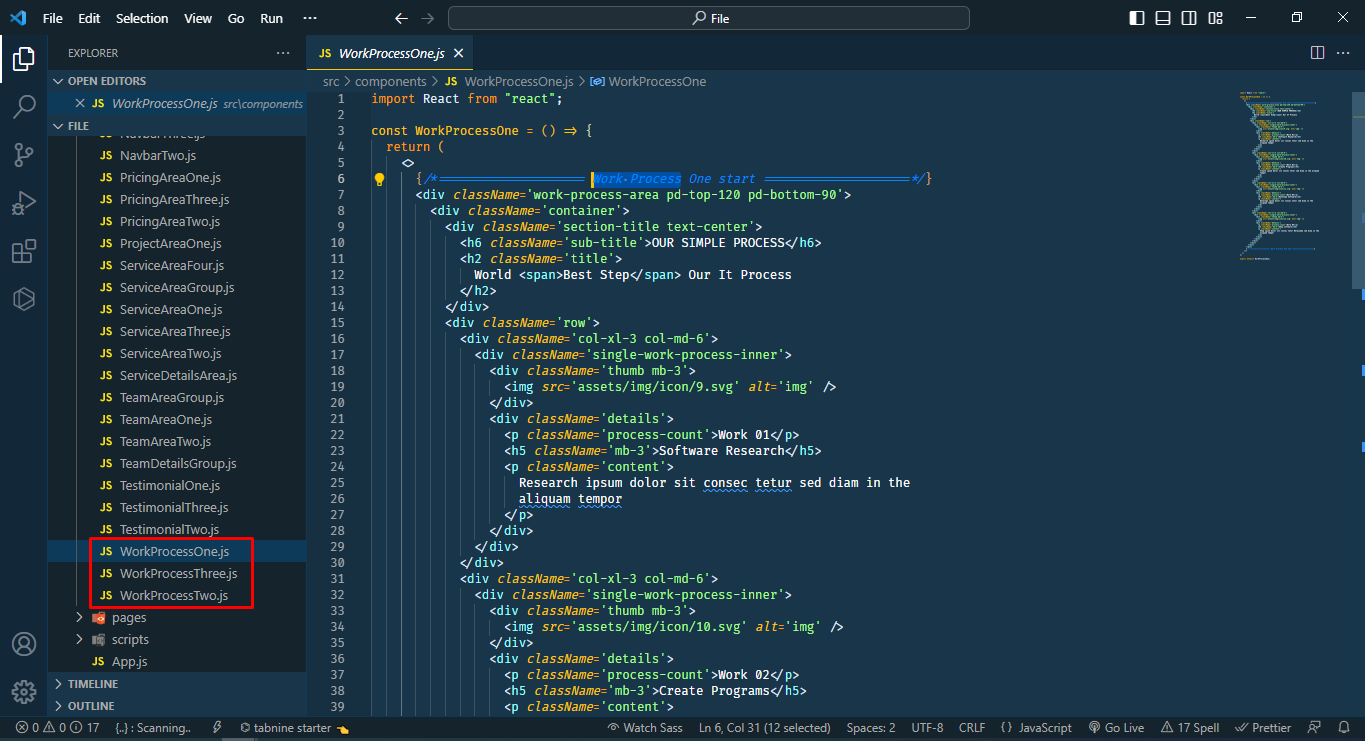 File Edit Selection View Go Run ··· File
EXPLORER ···
OPEN EDITORS
JS WorkProcessOne.js src\components
FILE
NavbarThree.js
JS NavbarTwo.js
JS PricingAreaOne.js
JS PricingAreaThree.js
JS PricingAreaTwo.js
JS ProjectAreaOne.js
JS ServiceAreaFour.js
JS ServiceAreaGroup.js
JS ServiceAreaOne.js
JS ServiceAreaThree.js
JS ServiceAreaTwo.js
JS ServiceDetailsArea.js
JS TeamAreaGroup.js
JS TeamAreaOne.js
JS TeamAreaTwo.js
JS TeamDetailsGroup.js
JS TestimonialOne.js
JS TestimonialThree.js
JS TestimonialTwo.js
JS WorkProcessOne.js
JS WorkProcessThree.js
JS WorkProcessTwo.js
pages
scripts
JS App.js
TIMELINE
OUTLINE
JS WorkProcessOne.js
src > components > JS WorkProcessOne.js > WorkProcessOne
1 import React from "react";
2
3 const WorkProcessOne = () => {
4 return (
5 <>
6 {/*==================== Work Process One start ====================*/}
7 <div className='work-process-area pd-top-120 pd-bottom-90'>
8 <div className='container'>
9 <div className='section-title text-center'>
10 <h6 className='sub-title'>OUR SIMPLE PROCESS</h6>
11 <h2 className='title'>
12 World <span>Best Step</span> Our It Process
13 </h2>
14 </div>
15 <div className='row'>
16 <div className='col-xl-3 col-md-6'>
17 <div className='single-work-process-inner'>
18 <div className='thumb mb-3'>
19 <img src='assets/img/icon/9.svg' alt='img' />
20 </div>
21 <div className='details'>
22 <p className='process-count'>Work 01</p>
23 <h5 className='mb-3'>Software Research</h5>
24 <p className='content'>
25 Research ipsum dolor sit consec tetur sed diam in the
26 aliquam tempor
27 </p>
28 </div>
29 </div>
30 </div>
31 <div className='col-xl-3 col-md-6'>
32 <div className='single-work-process-inner'>
33 <div className='thumb mb-3'>
34 <img src='assets/img/icon/10.svg' alt='img' />
35 </div>
36 <div className='details'>
37 <p className='process-count'>Work 02</p>
38 <h5 className='mb-3'>Create Programs</h5>
39 <p className='content'>
0 0 17 {..} : Scanning.. tabnine starter Watch Sass Ln 6, Col 31 (12 selected) Spaces: 2 UTF-8 CRLF {} JavaScript Go Live 17 Spell Prettier